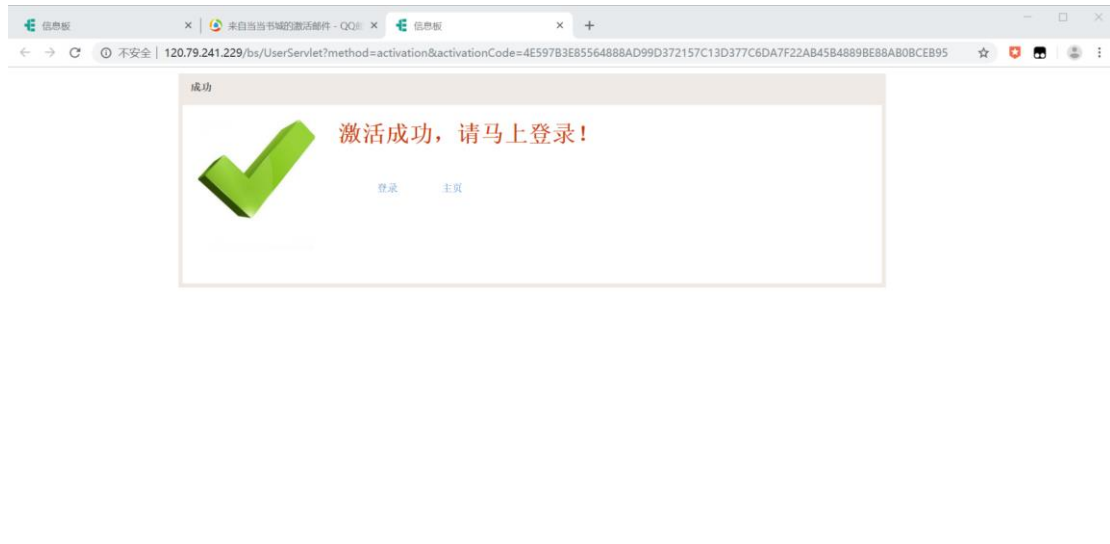 信息板
来自当当书城的激活邮件 - QQ
信息板
不安全 | 120.79.241.229/bs/UserServlet?method=activation&activationCode=4E597B3E85564888AD99D372157C13D377C6DA7F22AB45B4889BE88AB0BCEB95
成功
激活成功，请马上登录！
登录 主页